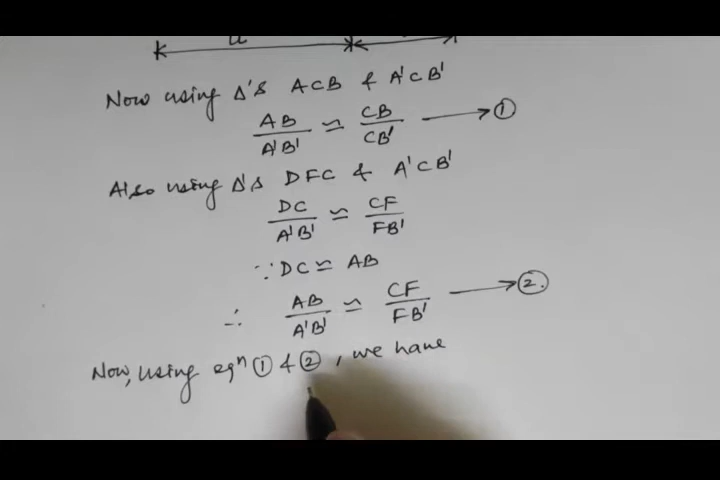 u
Now using Δ's ACB & A'CB'
AB/A'B' ≃ CB/CB' → ①
Also using Δ's DFC & A'CB'
DC/A'B' ≃ CF/FB'
∵ DC ≃ AB
∴ AB/A'B' ≃ CF/FB' → ②.
Now, using eqⁿ ① & ②, we have